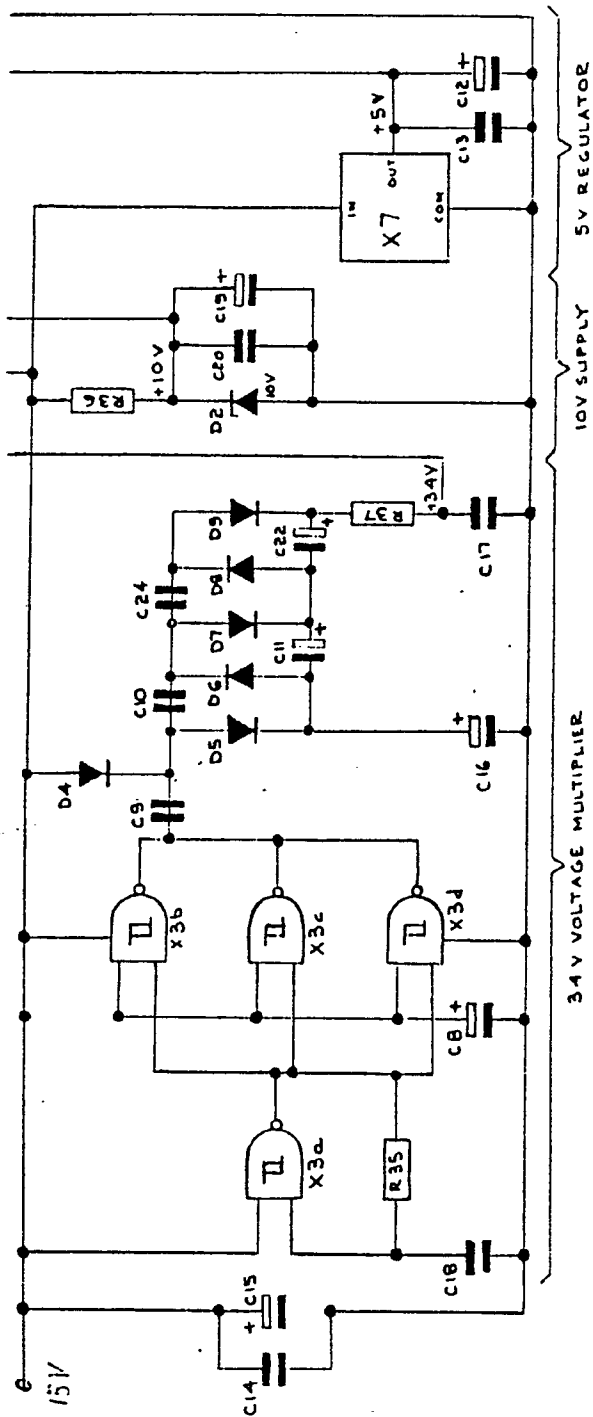 15V
C14
+ C15
C18
R35
X3a
X3b
X3c
X3d
C8 +
C9
D4
C10
C24
D5
D6
D7
D8
D9
C11 +
C22 +
C16 +
R37
+34V
C17
R36
+10V
D2
10V
C20
C19 +
IN
X7
OUT
COM
+5V
C13
C12 +
34V VOLTAGE MULTIPLIER
10V SUPPLY
5V REGULATOR